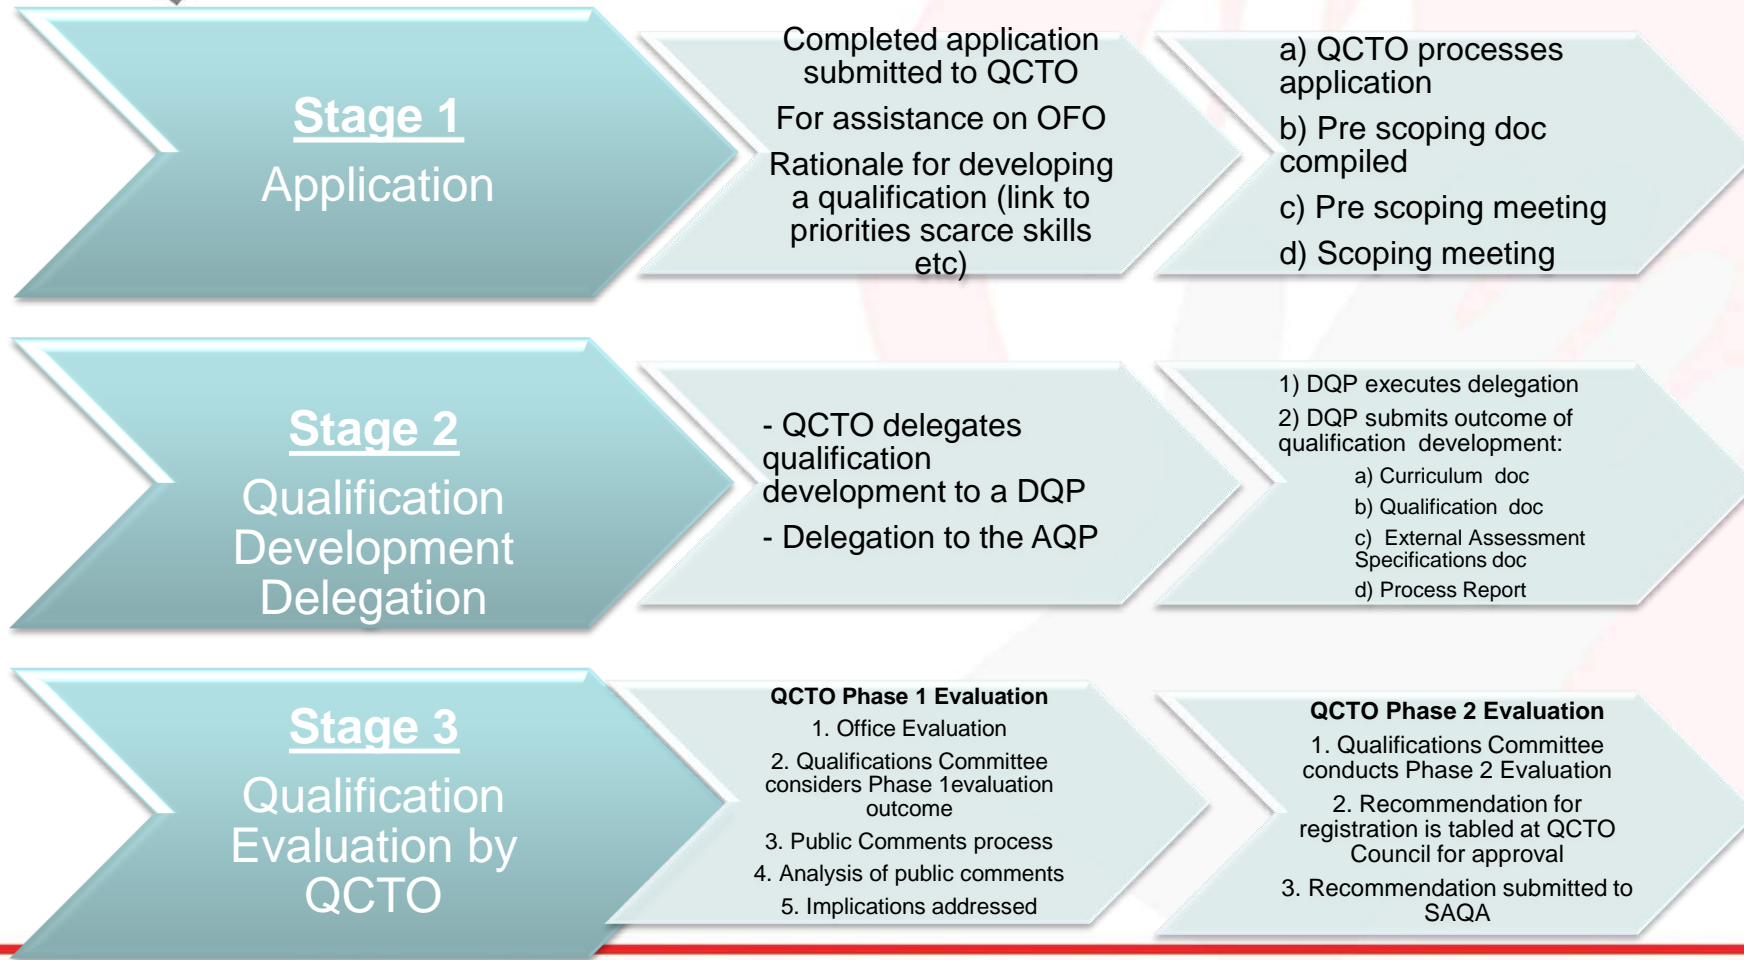 Stage 1
Application
Completed application
submitted to QCTO
For assistance on OFO
Rationale for developing
a qualification (link to
priorities scarce skills
etc)
a) QCTO processes
application
b) Pre scoping doc
compiled
c) Pre scoping meeting
d) Scoping meeting
Stage 2
Qualification
Development
Delegation
- QCTO delegates
qualification
development to a DQP
- Delegation to the AQP
1) DQP executes delegation
2) DQP submits outcome of
qualification development:
a) Curriculum doc
b) Qualification doc
c) External Assessment
Specifications doc
d) Process Report
Stage 3
Qualification
Evaluation by
QCTO
QCTO Phase 1 Evaluation
1. Office Evaluation
2. Qualifications Committee
considers Phase 1evaluation
outcome
3. Public Comments process
4. Analysis of public comments
5. Implications addressed
QCTO Phase 2 Evaluation
1. Qualifications Committee
conducts Phase 2 Evaluation
2. Recommendation for
registration is tabled at QCTO
Council for approval
3. Recommendation submitted to
SAQA